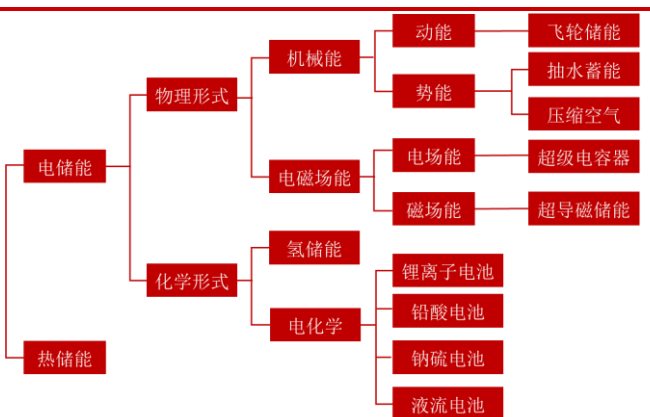 动能
飞轮储能
机械能
抽水蓄能
势能
物理形式
压缩空气
电场能
超级电容器
电储能
电磁场能
磁场能
超导磁储能
氢储能
锂离子电池
化学形式
铅酸电池
电化学
热储能
钠硫电池
液流电池